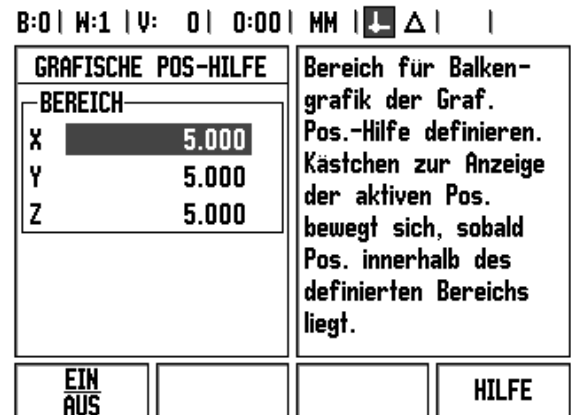 B:0| W:1 |V: 0| 0:00| MM | Δ| |
GRAFISCHE POS-HILFE
BEREICH
X 5.000
Y 5.000
Z 5.000
Bereich für Balken-
grafik der Graf.
Pos.-Hilfe definieren.
Kästchen zur Anzeige
der aktiven Pos.
bewegt sich, sobald
Pos. innerhalb des
definierten Bereichs
liegt.
EIN
AUS
HILFE